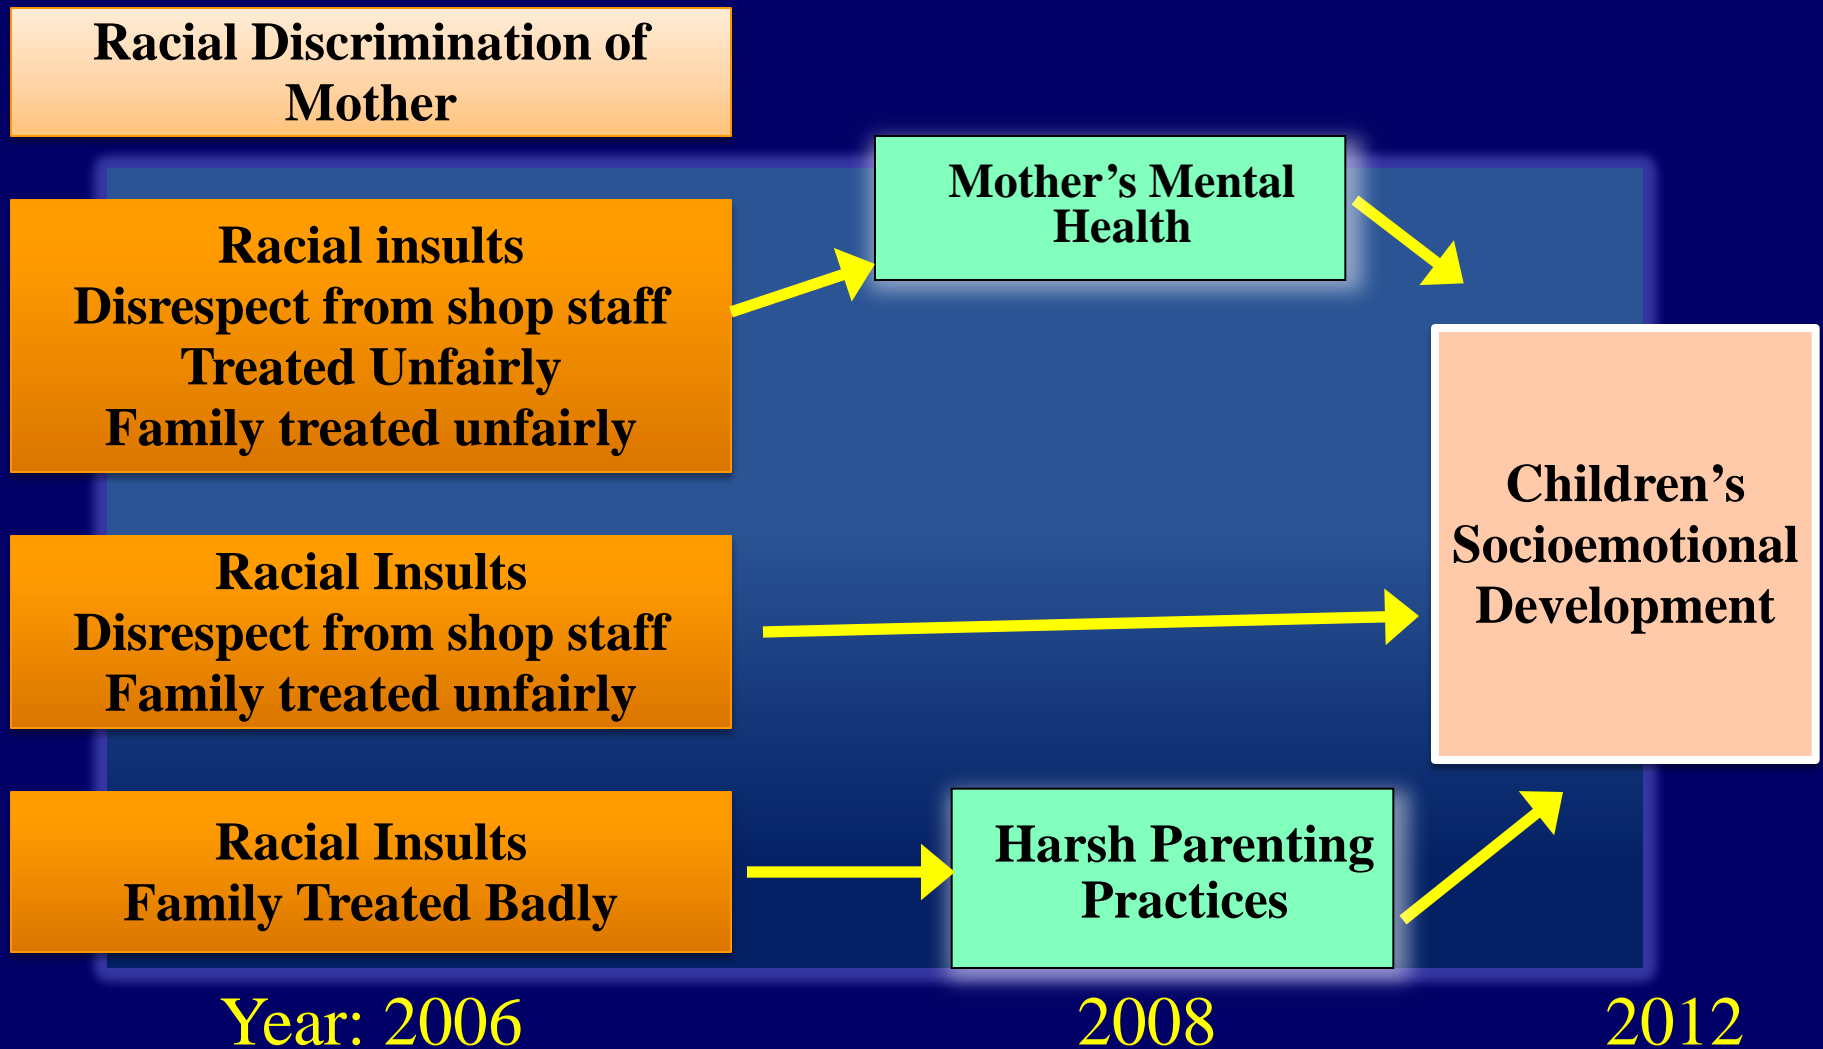 Racial Discrimination of
Mother
Mother’s Mental
Health
Racial insults
Disrespect from shop staff
Treated Unfairly
Family treated unfairly
Children’s
Socioemotional
Development
Racial Insults
Disrespect from shop staff
Family treated unfairly
Racial Insults
Family Treated Badly
Harsh Parenting
Practices
Year: 2006
2008
2012